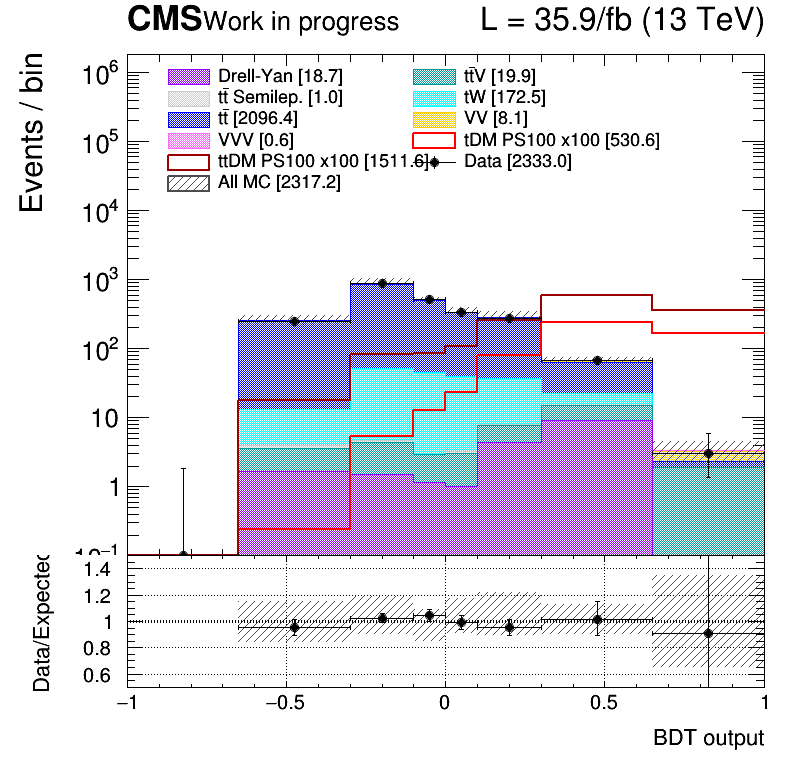 CMS Work in progress L = 35.9/fb (13 TeV)
Events / bin
10⁶
10⁵
10⁴
10³
10²
10
1
10⁻¹
Drell-Yan [18.7] tt̄V [19.9]
tt̄ Semilep. [1.0] tW [172.5]
tt̄ [2096.4] VV [8.1]
VVV [0.6] tDM PS100 x100 [530.6]
ttDM PS100 x100 [1511.6] Data [2333.0]
All MC [2317.2]
Data/Expected
1.4
1.2
1
0.8
0.6
−1 −0.5 0 0.5 1
BDT output